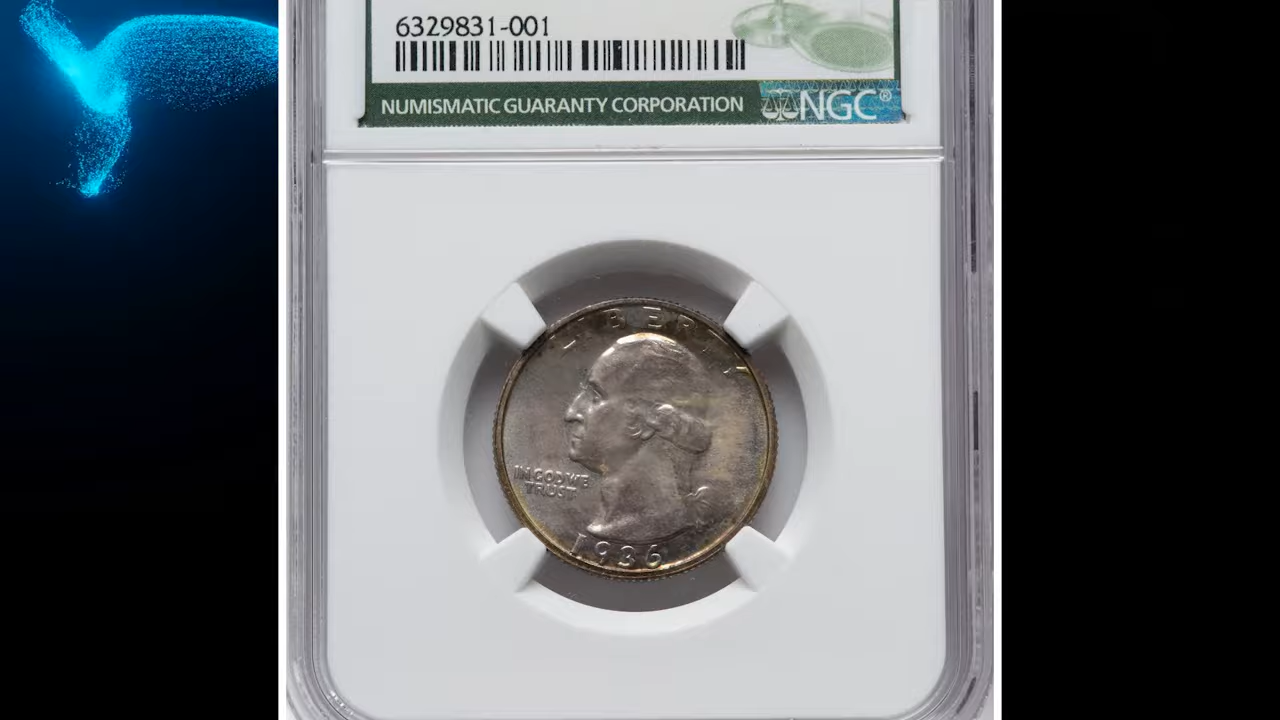 6329831-001
NUMISMATIC GUARANTY CORPORATION NGC®
LIBERTY
IN GOD WE
TRUST
1936